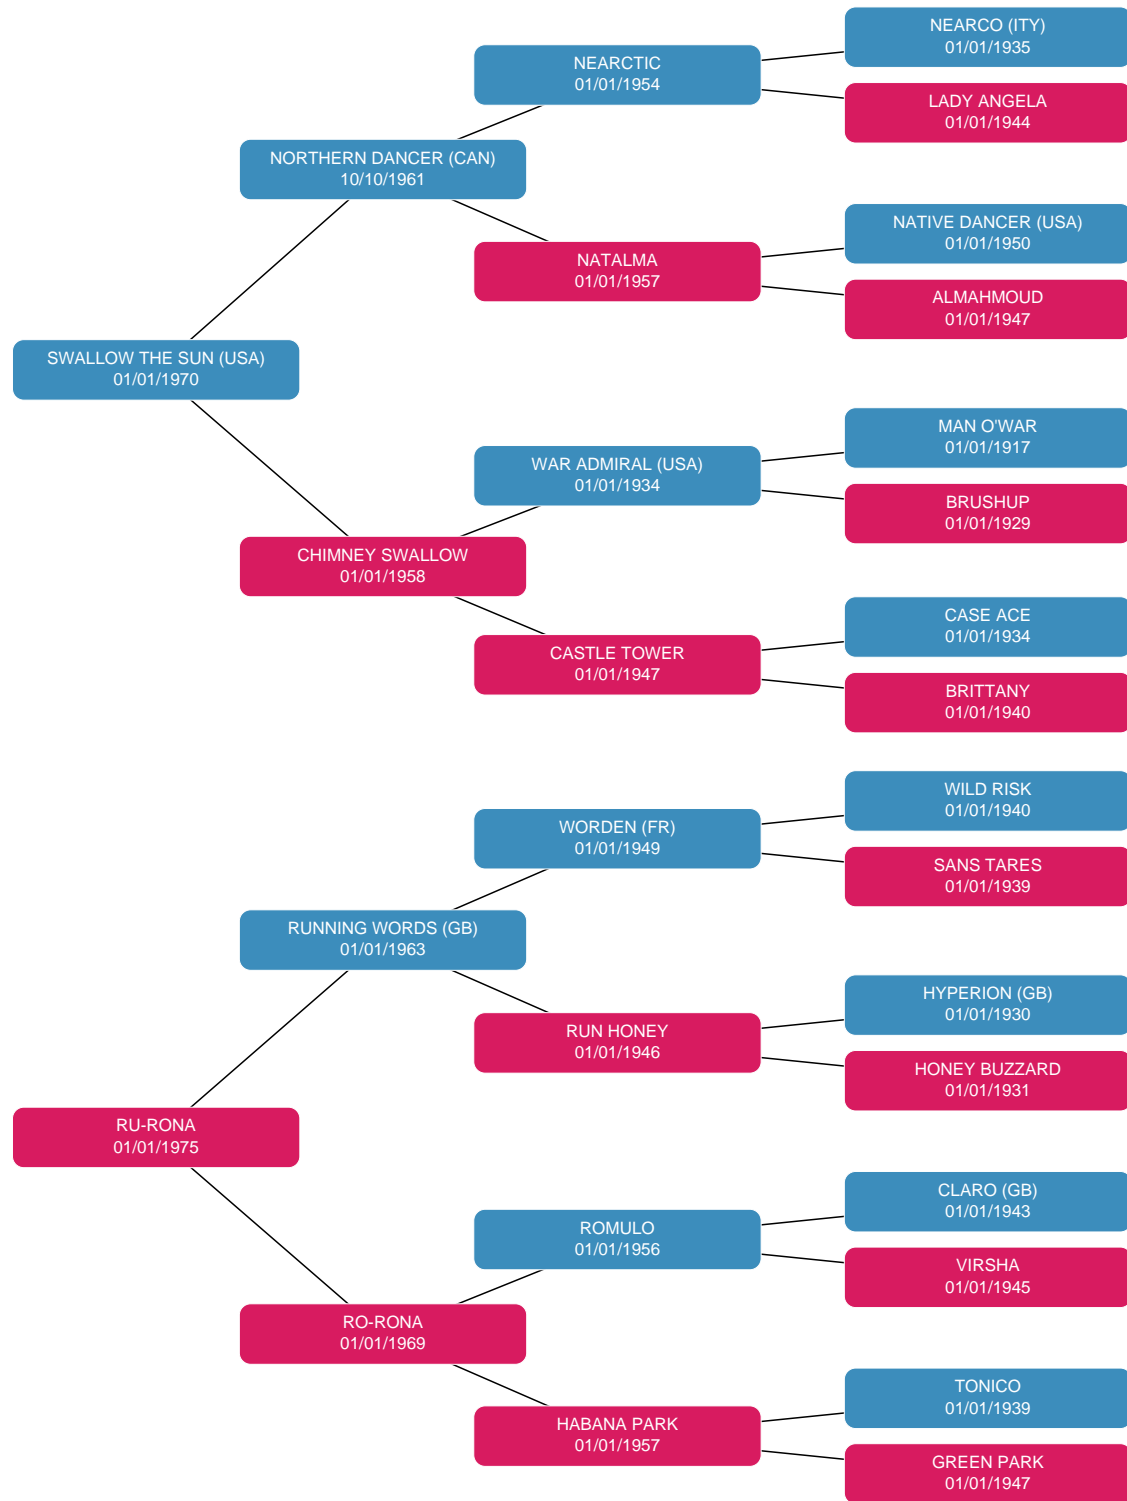 NEARCO (ITY)
01/01/1935
NEARCTIC
01/01/1954
LADY ANGELA
01/01/1944
NORTHERN DANCER (CAN)
10/10/1961
NATIVE DANCER (USA)
01/01/1950
NATALMA
01/01/1957
ALMAHMOUD
01/01/1947
SWALLOW THE SUN (USA)
01/01/1970
MAN O'WAR
01/01/1917
WAR ADMIRAL (USA)
01/01/1934
BRUSHUP
01/01/1929
CHIMNEY SWALLOW
01/01/1958
CASE ACE
01/01/1934
CASTLE TOWER
01/01/1947
BRITTANY
01/01/1940
WILD RISK
01/01/1940
WORDEN (FR)
01/01/1949
SANS TARES
01/01/1939
RUNNING WORDS (GB)
01/01/1963
HYPERION (GB)
01/01/1930
RUN HONEY
01/01/1946
HONEY BUZZARD
01/01/1931
RU-RONA
01/01/1975
CLARO (GB)
01/01/1943
ROMULO
01/01/1956
VIRSHA
01/01/1945
RO-RONA
01/01/1969
TONICO
01/01/1939
HABANA PARK
01/01/1957
GREEN PARK
01/01/1947